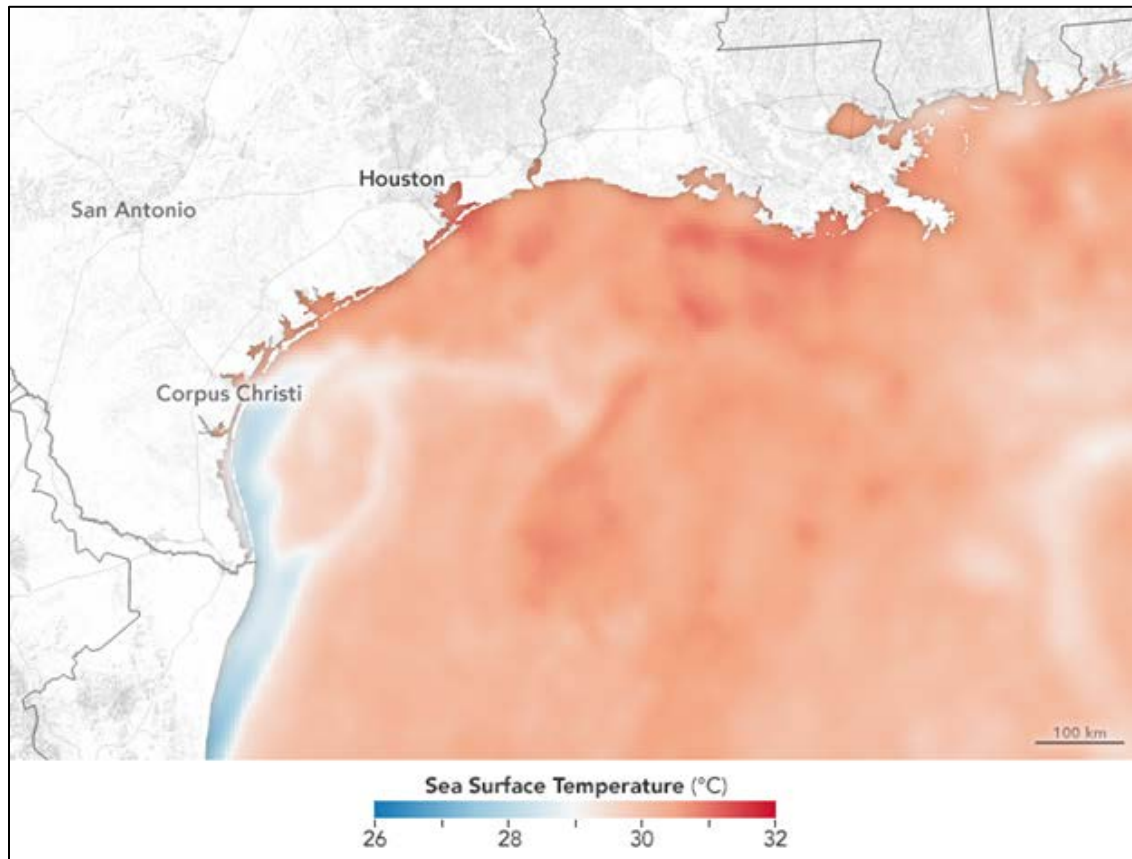 Houston
San Antonio
Corpus Christi
100 km
Sea Surface Temperature (°C)
26 28 30 32